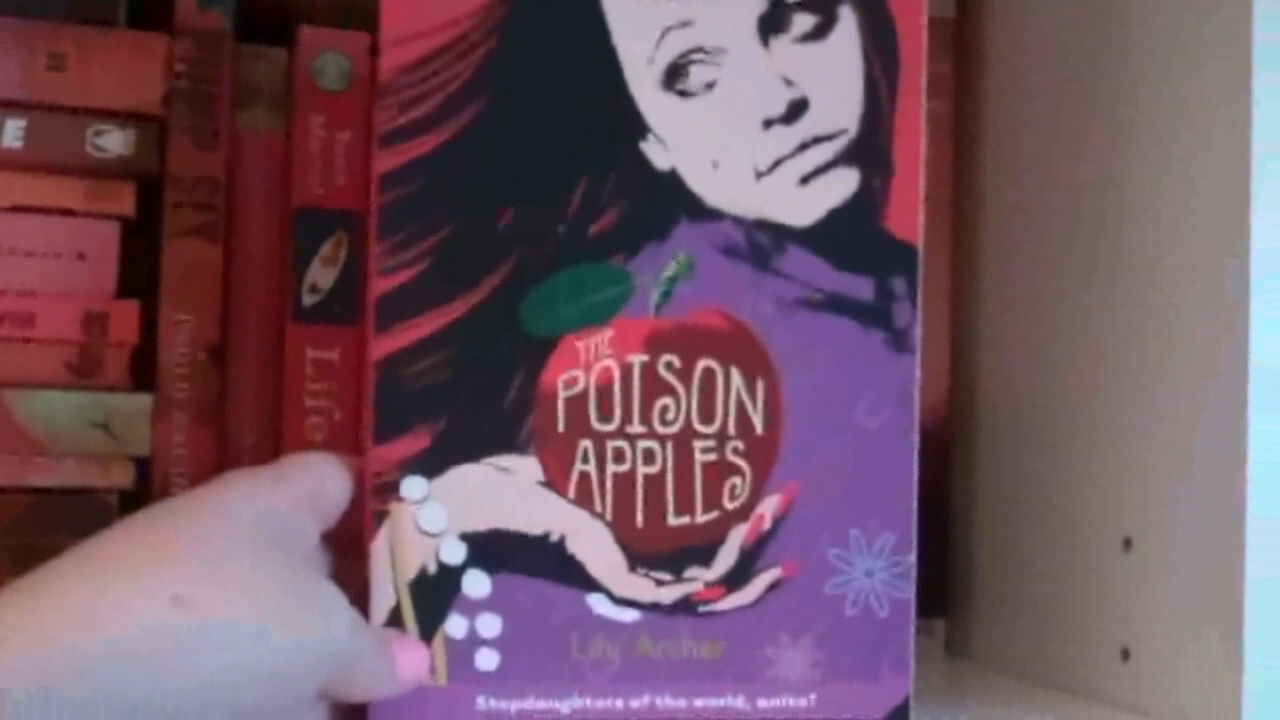 THE
POISON
APPLES
Lily Archer
Stepdaughters of the world, unite!
Life
E